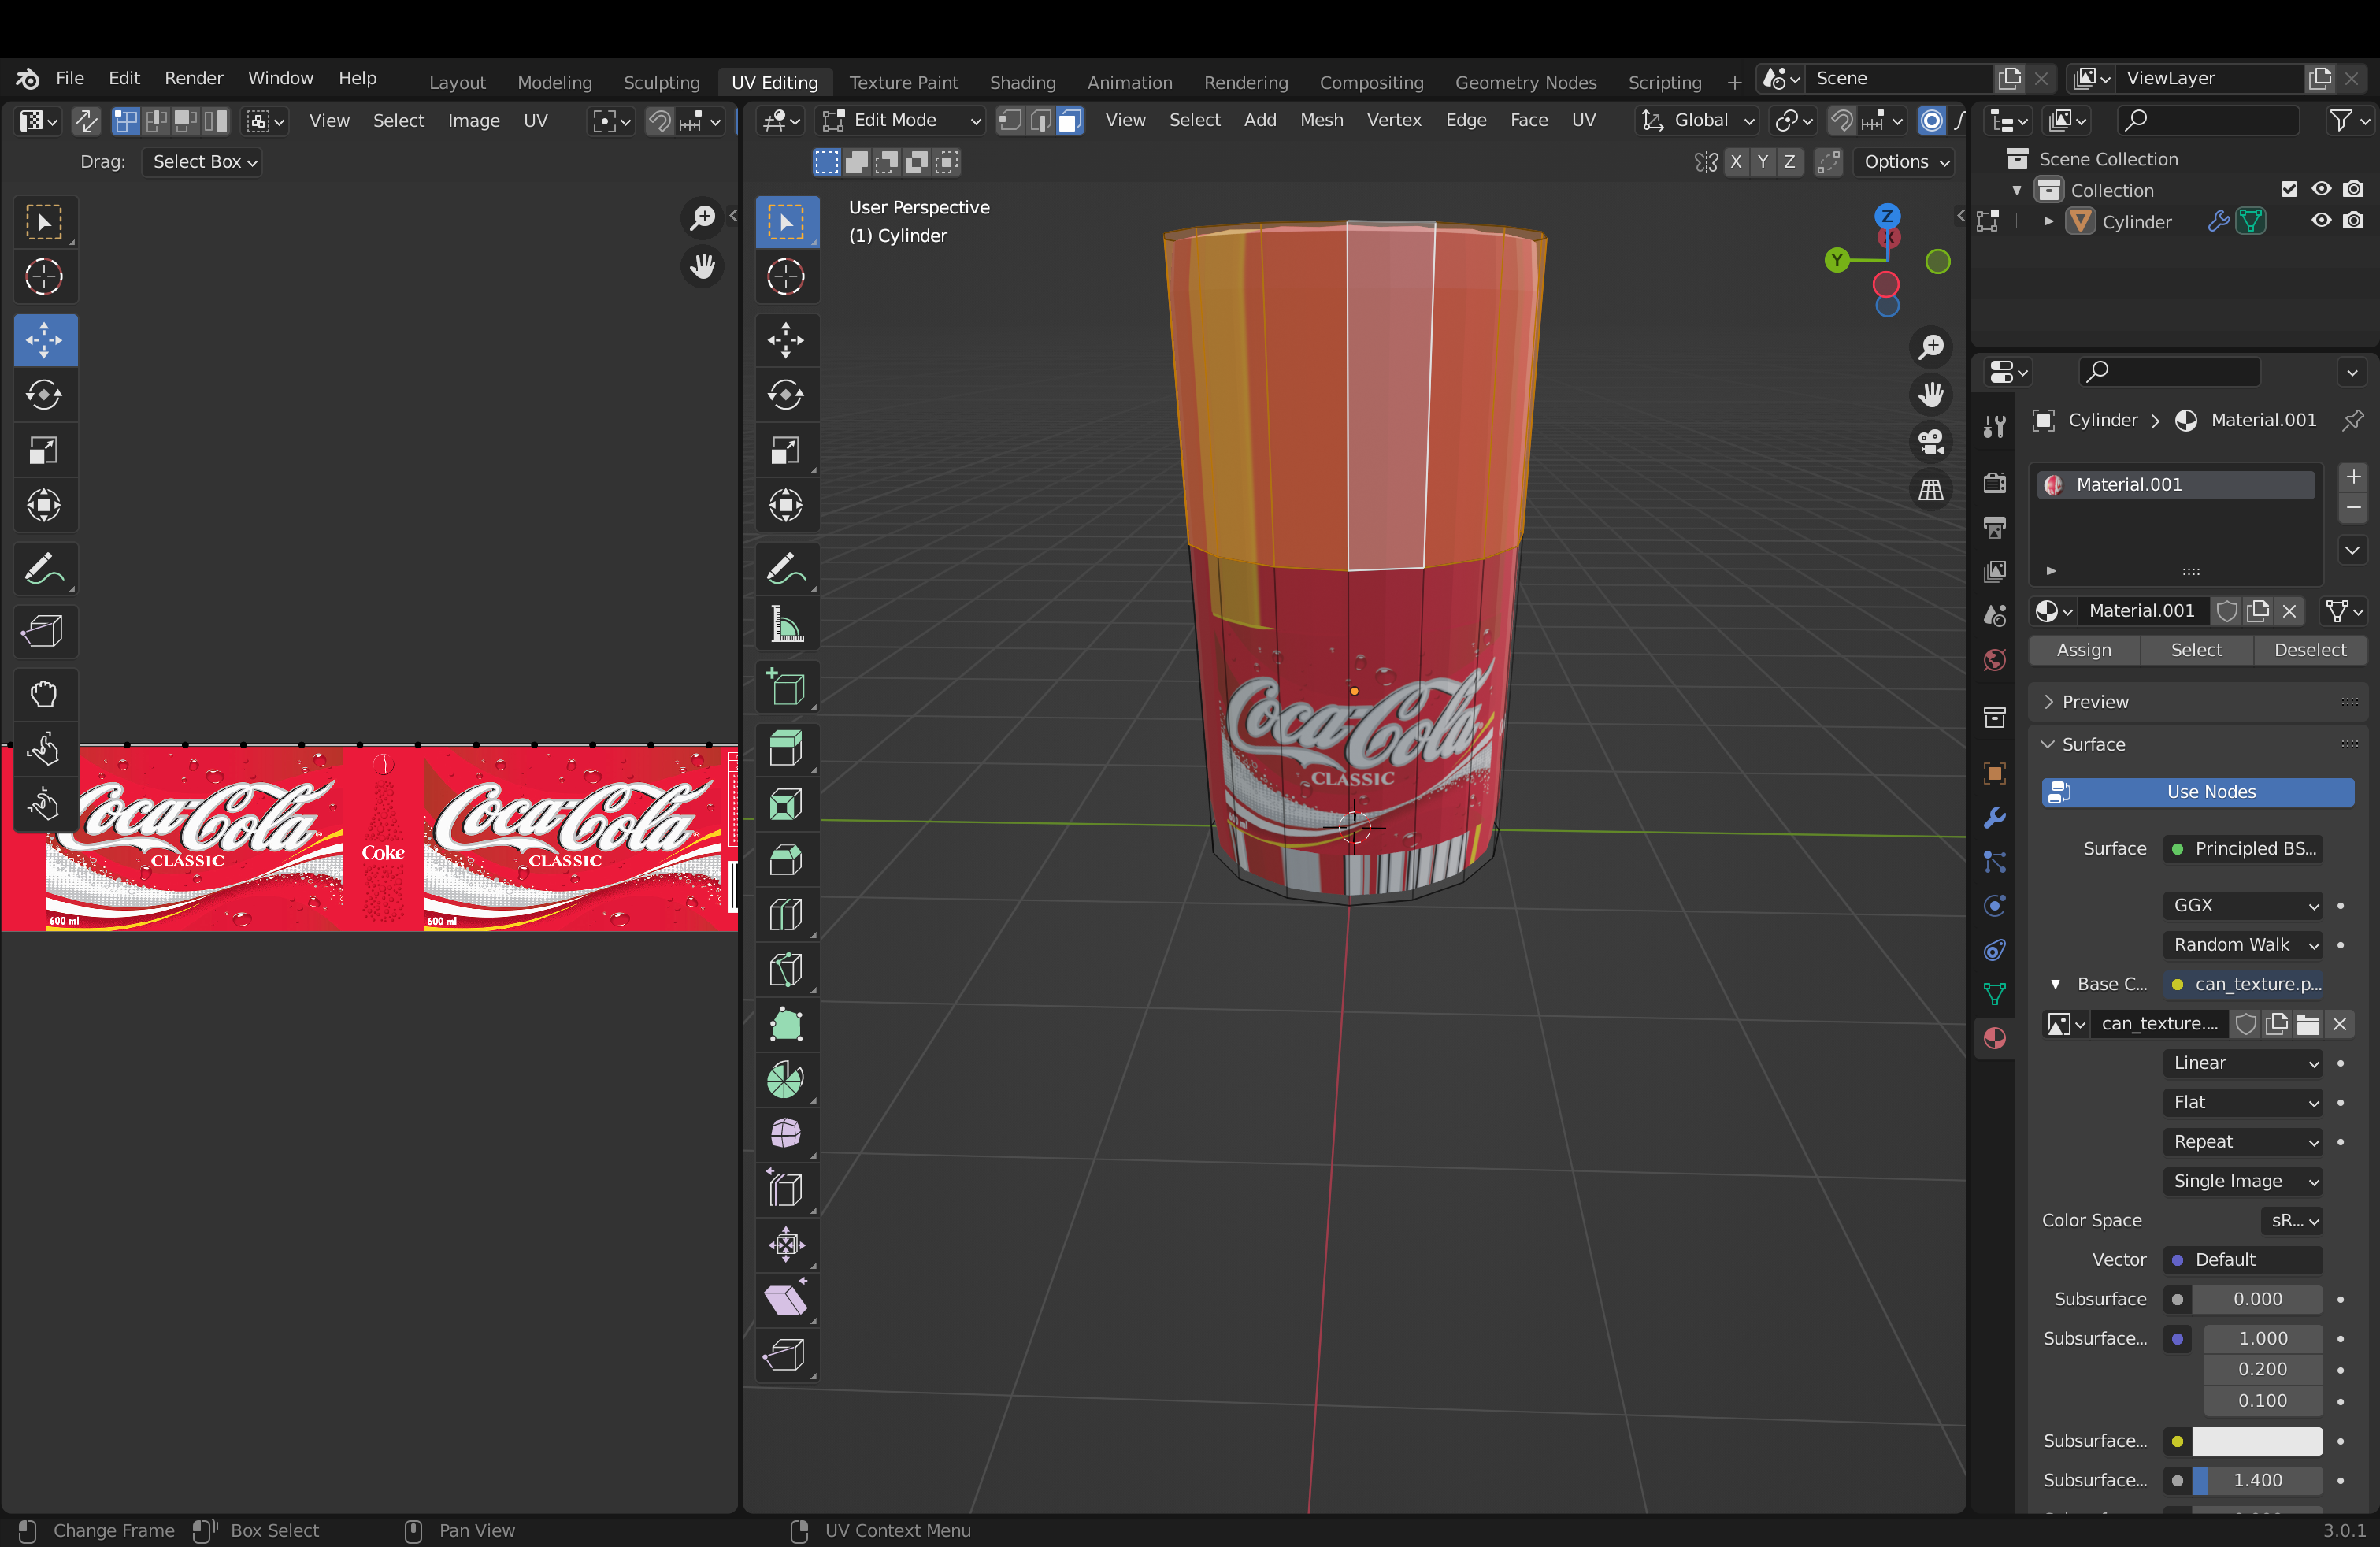 File Edit Render Window Help Layout Modeling Sculpting UV Editing Texture Paint Shading Animation Rendering Compositing Geometry Nodes Scripting + Scene ViewLayer
View Select Image UV
Edit Mode View Select Add Mesh Vertex Edge Face UV Global
Drag: Select Box
X Y Z Options
User Perspective
(1) Cylinder
Z
X
Y
Scene Collection
Collection
Cylinder
Cylinder > Material.001
Material.001
Material.001
Assign Select Deselect
Preview
Surface
Use Nodes
Surface Principled BS...
GGX
Random Walk
Base C... can_texture.p...
can_texture....
Linear
Flat
Repeat
Single Image
Color Space sR...
Vector Default
Subsurface 0.000
Subsurface... 1.000
0.200
0.100
Subsurface...
Subsurface... 1.400
Coca-Cola
CLASSIC
600 ml
Coke
Coca-Cola
CLASSIC
600 ml
Coca-Cola
CLASSIC
Change Frame Box Select Pan View UV Context Menu 3.0.1